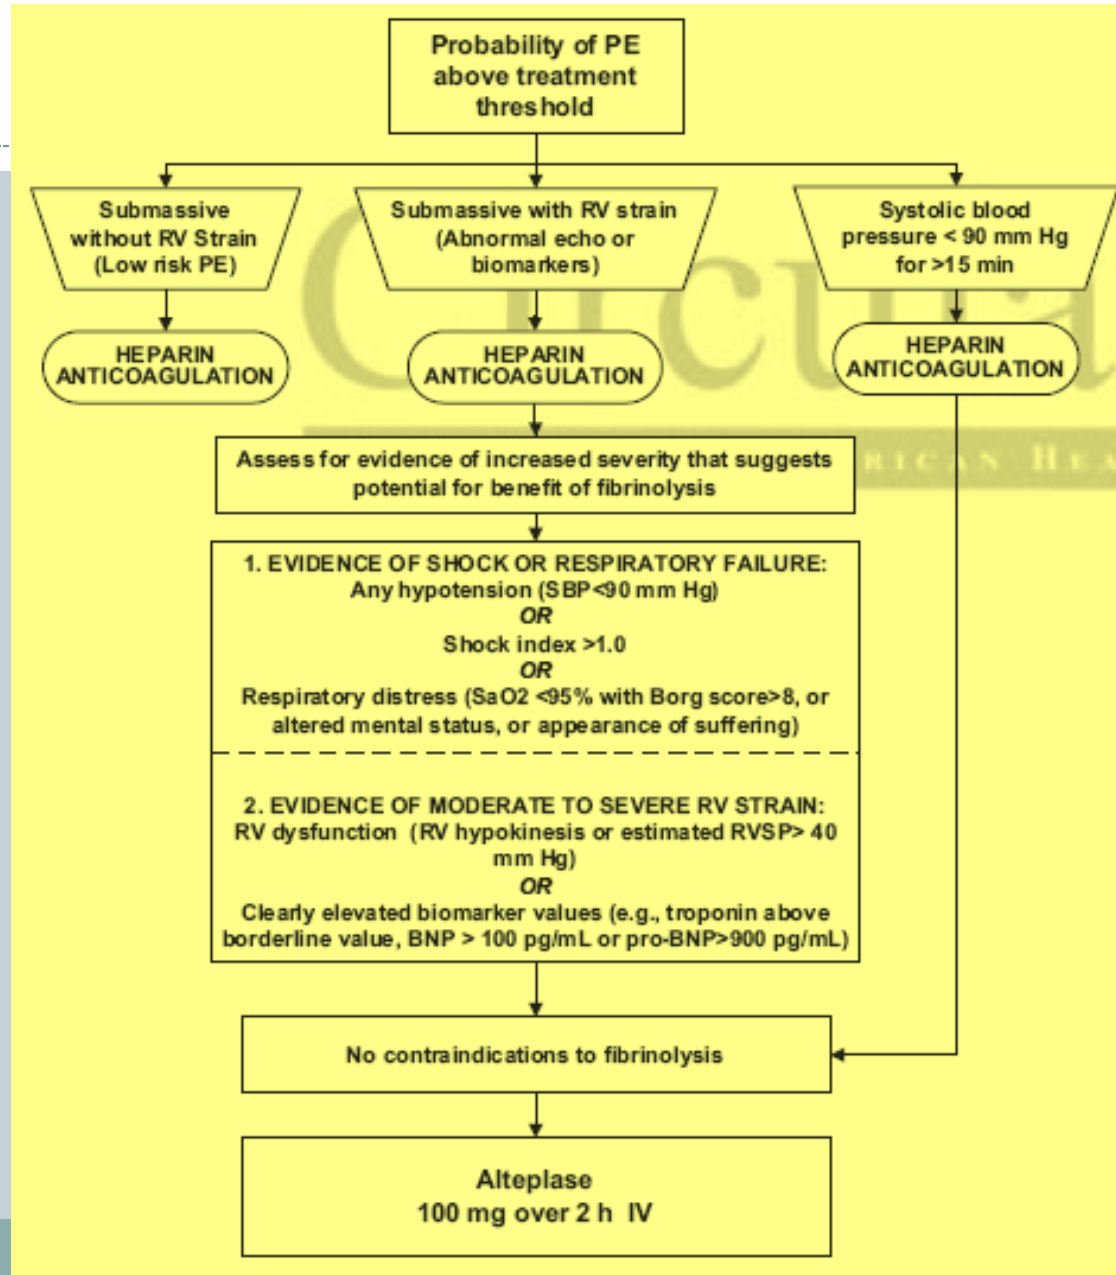 Probability of PE
above treatment
threshold
Submassive
without RV Strain
(Low risk PE)
Submassive with RV strain
(Abnormal echo or
biomarkers)
Systolic blood
pressure < 90 mm Hg
for >15 min
HEPARIN
ANTICOAGULATION
HEPARIN
ANTICOAGULATION
HEPARIN
ANTICOAGULATION
Assess for evidence of increased severity that suggests
potential for benefit of fibrinolysis
1. EVIDENCE OF SHOCK OR RESPIRATORY FAILURE:
Any hypotension (SBP<90 mm Hg)
OR
Shock index >1.0
OR
Respiratory distress (SaO2 <95% with Borg score>8, or
altered mental status, or appearance of suffering)
2. EVIDENCE OF MODERATE TO SEVERE RV STRAIN:
RV dysfunction (RV hypokinesis or estimated RVSP> 40
mm Hg)
OR
Clearly elevated biomarker values (e.g., troponin above
borderline value, BNP > 100 pg/mL or pro-BNP>900 pg/mL)
No contraindications to fibrinolysis
Alteplase
100 mg over 2 h IV